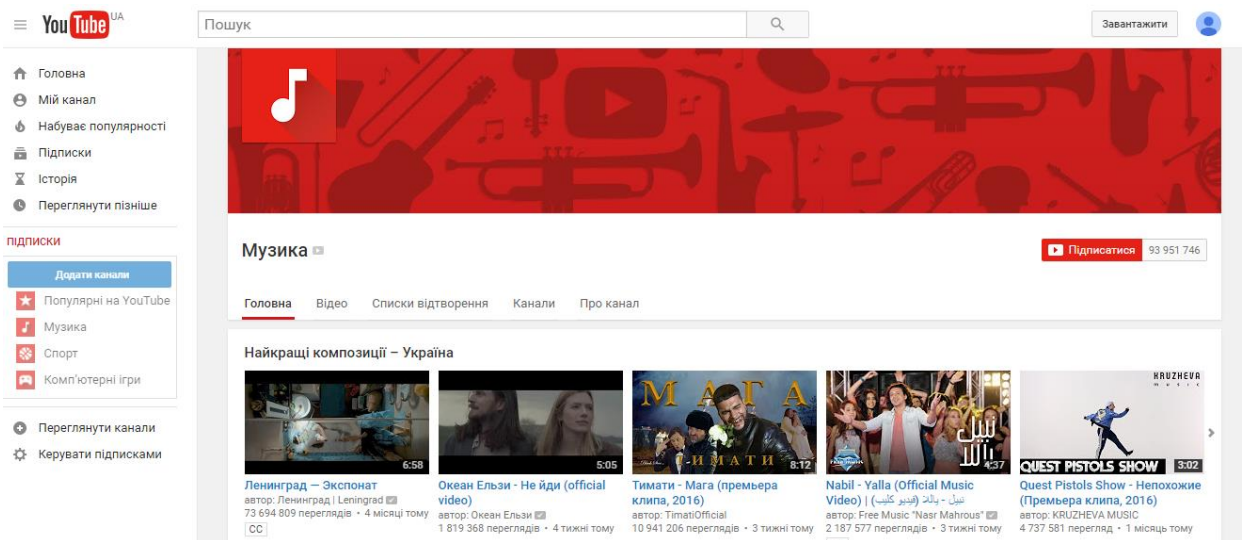 YouTube UA
Пошук
Завантажити
Головна
Мій канал
Набуває популярності
Підписки
Історія
Переглянути пізніше
ПІДПИСКИ
Додати канали
Популярні на YouTube
Музика
Спорт
Комп'ютерні ігри
Переглянути канали
Керувати підписками
Музика
Підписатися 93 951 746
Головна Відео Списки відтворення Канали Про канал
Найкращі композиції – Україна
6:58
Ленинград — Экспонат
автор: Ленинград | Leningrad
73 694 809 переглядів • 4 місяці тому
CC
5:05
Океан Ельзи - Не йди (official
video)
автор: Океан Ельзи
1 819 368 переглядів • 4 тижні тому
МАГА
ТИМАТИ
8:12
Тимати - Мага (премьера
клипа, 2016)
автор: TimatiOfficial
10 941 206 переглядів • 3 тижні тому
نبيل
يالا
4:37
Nabil - Yalla (Official Music
Video) | (فيديو كليب) نبيل - يالا
автор: Free Music "Nasr Mahrous"
2 187 577 переглядів • 3 тижні тому
KRUZHEVA
music
QUEST PISTOLS SHOW
3:02
Quest Pistols Show - Непохожие
(Премьера клипа, 2016)
автор: KRUZHEVA MUSIC
4 737 581 перегляд • 1 місяць тому